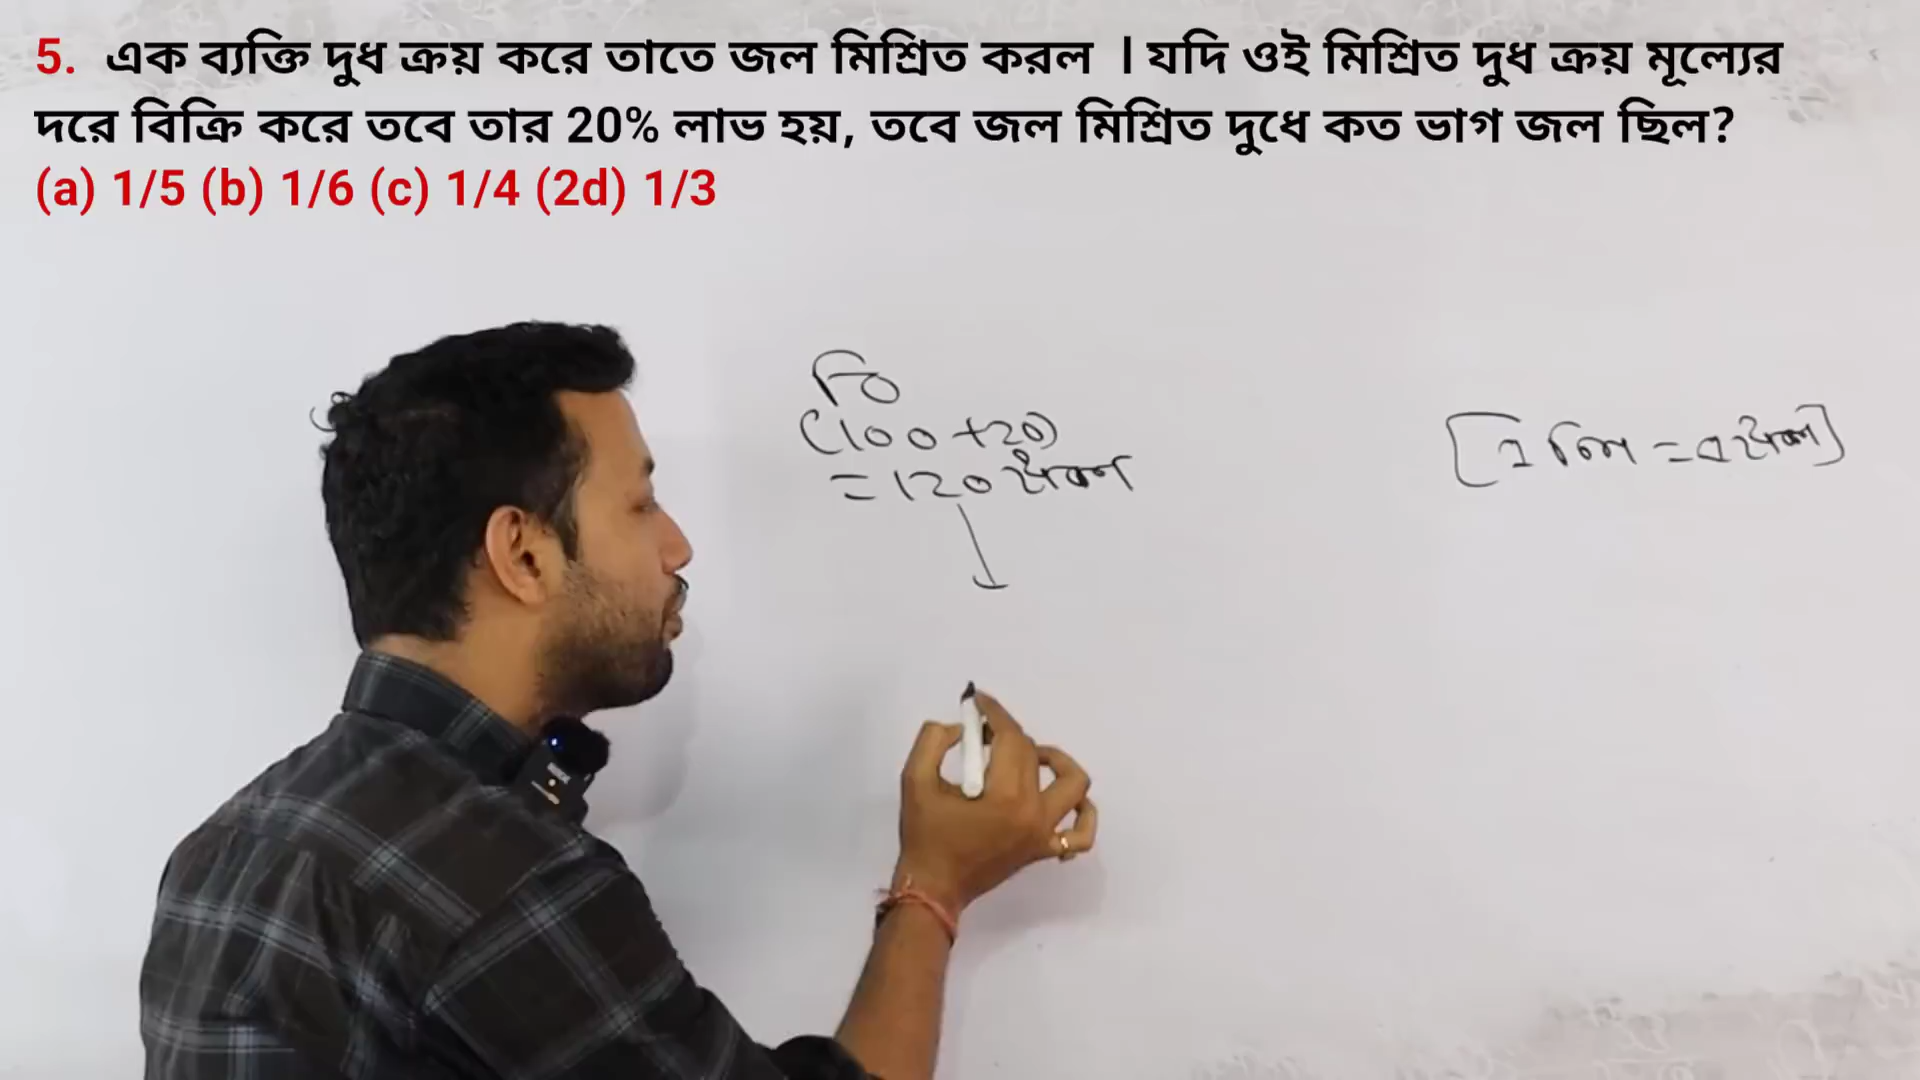 5. এক ব্যক্তি দুধ ক্রয় করে তাতে জল মিশ্রিত করল । যদি ওই মিশ্রিত দুধ ক্রয় মূল্যের
দরে বিক্রি করে তবে তার 20% লাভ হয়, তবে জল মিশ্রিত দুধে কত ভাগ জল ছিল?
(a) 1/5 (b) 1/6 (c) 1/4 (2d) 1/3
(100 + 20)
= 120